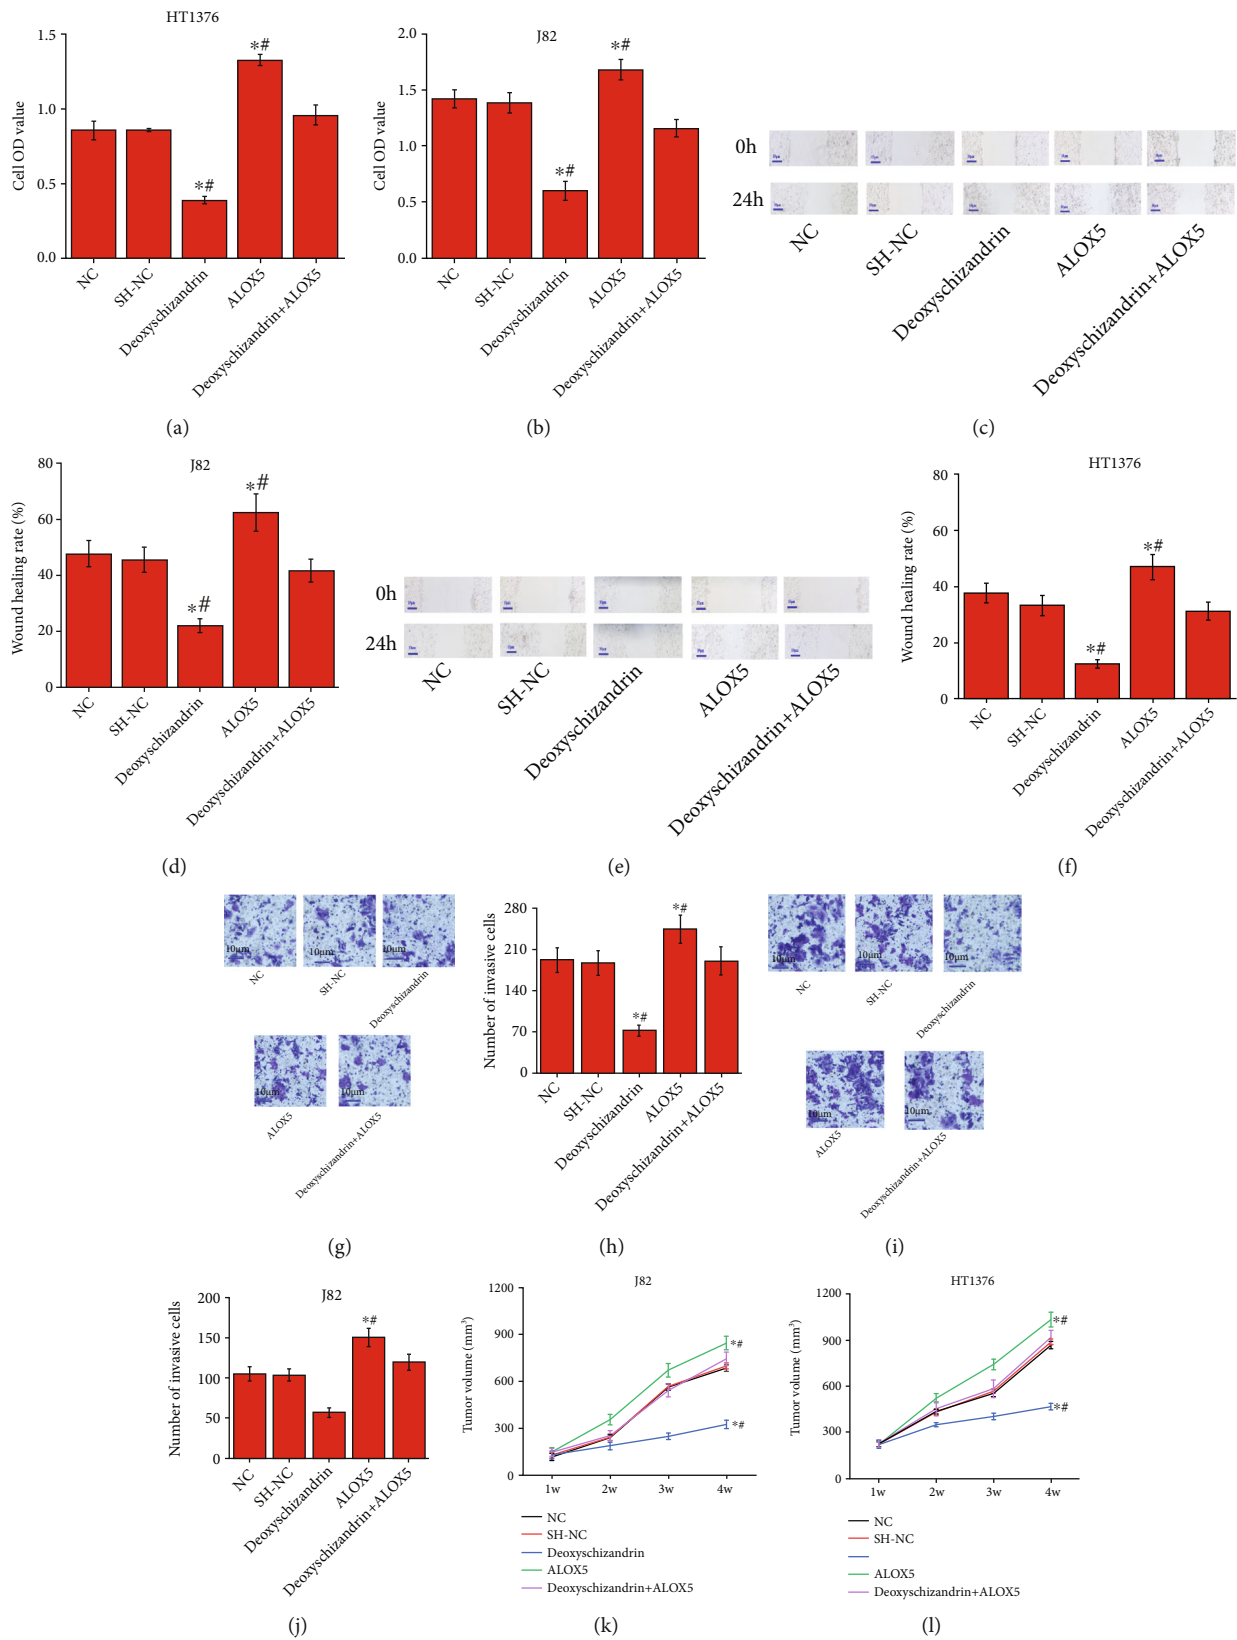 HT1376
Cell OD value
1.5
1.0
0.5
0.0
*#
*#
NC
SH-NC
Deoxyschizandrin
ALOX5
Deoxyschizandrin+ALOX5
(a)
J82
Cell OD value
2.0
1.5
1.0
0.5
0.0
*#
*#
NC
SH-NC
Deoxyschizandrin
ALOX5
Deoxyschizandrin+ALOX5
(b)
0h
24h
NC
SH-NC
Deoxyschizandrin
ALOX5
Deoxyschizandrin+ALOX5
(c)
J82
Wound healing rate (%)
80
60
40
20
0
*#
*#
NC
SH-NC
Deoxyschizandrin
ALOX5
Deoxyschizandrin+ALOX5
(d)
0h
24h
NC
SH-NC
Deoxyschizandrin
ALOX5
Deoxyschizandrin+ALOX5
(e)
HT1376
Wound healing rate (%)
80
60
40
20
0
*#
*#
NC
SH-NC
Deoxyschizandrin
ALOX5
Deoxyschizandrin+ALOX5
(f)
10μm
10μm
10μm
NC
SH-NC
Deoxyschizandrin
10μm
10μm
ALOX5
Deoxyschizandrin+ALOX5
(g)
Number of invasive cells
280
210
140
70
0
*#
*#
NC
SH-NC
Deoxyschizandrin
ALOX5
Deoxyschizandrin+ALOX5
(h)
10μm
10μm
10μm
NC
SH-NC
Deoxyschizandrin
10μm
10μm
ALOX5
Deoxyschizandrin+ALOX5
(i)
J82
Number of invasive cells
200
150
100
50
0
*#
NC
SH-NC
Deoxyschizandrin
ALOX5
Deoxyschizandrin+ALOX5
(j)
J82
Tumor volume (mm³)
1200
900
600
300
0
*#
*#
1w 2w 3w 4w
NC
SH-NC
Deoxyschizandrin
ALOX5
Deoxyschizandrin+ALOX5
(k)
HT1376
Tumor volume (mm³)
1200
900
600
300
0
*#
*#
1w 2w 3w 4w
NC
SH-NC
ALOX5
Deoxyschizandrin+ALOX5
(l)